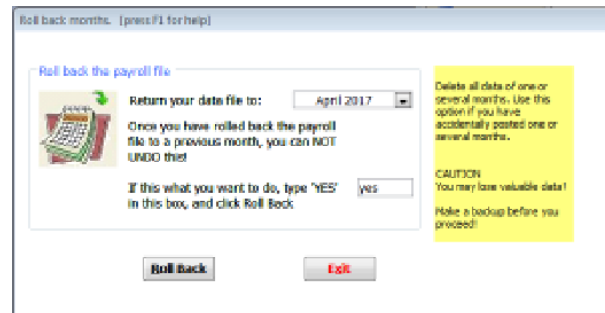 Roll back months. [press F1 for help]
Roll back the payroll file
Return your data file to:
April 2017
Once you have rolled back the payroll
file to a previous month, you can NOT
UNDO this!
If this what you want to do, type 'YES'
in this box, and click Roll Back
yes
Roll Back
Exit
Delete all data of one or
several months. Use this
option if you have
accidentally posted one or
several months.
CAUTION
You may lose valuable data!
Make a backup before you
proceed!